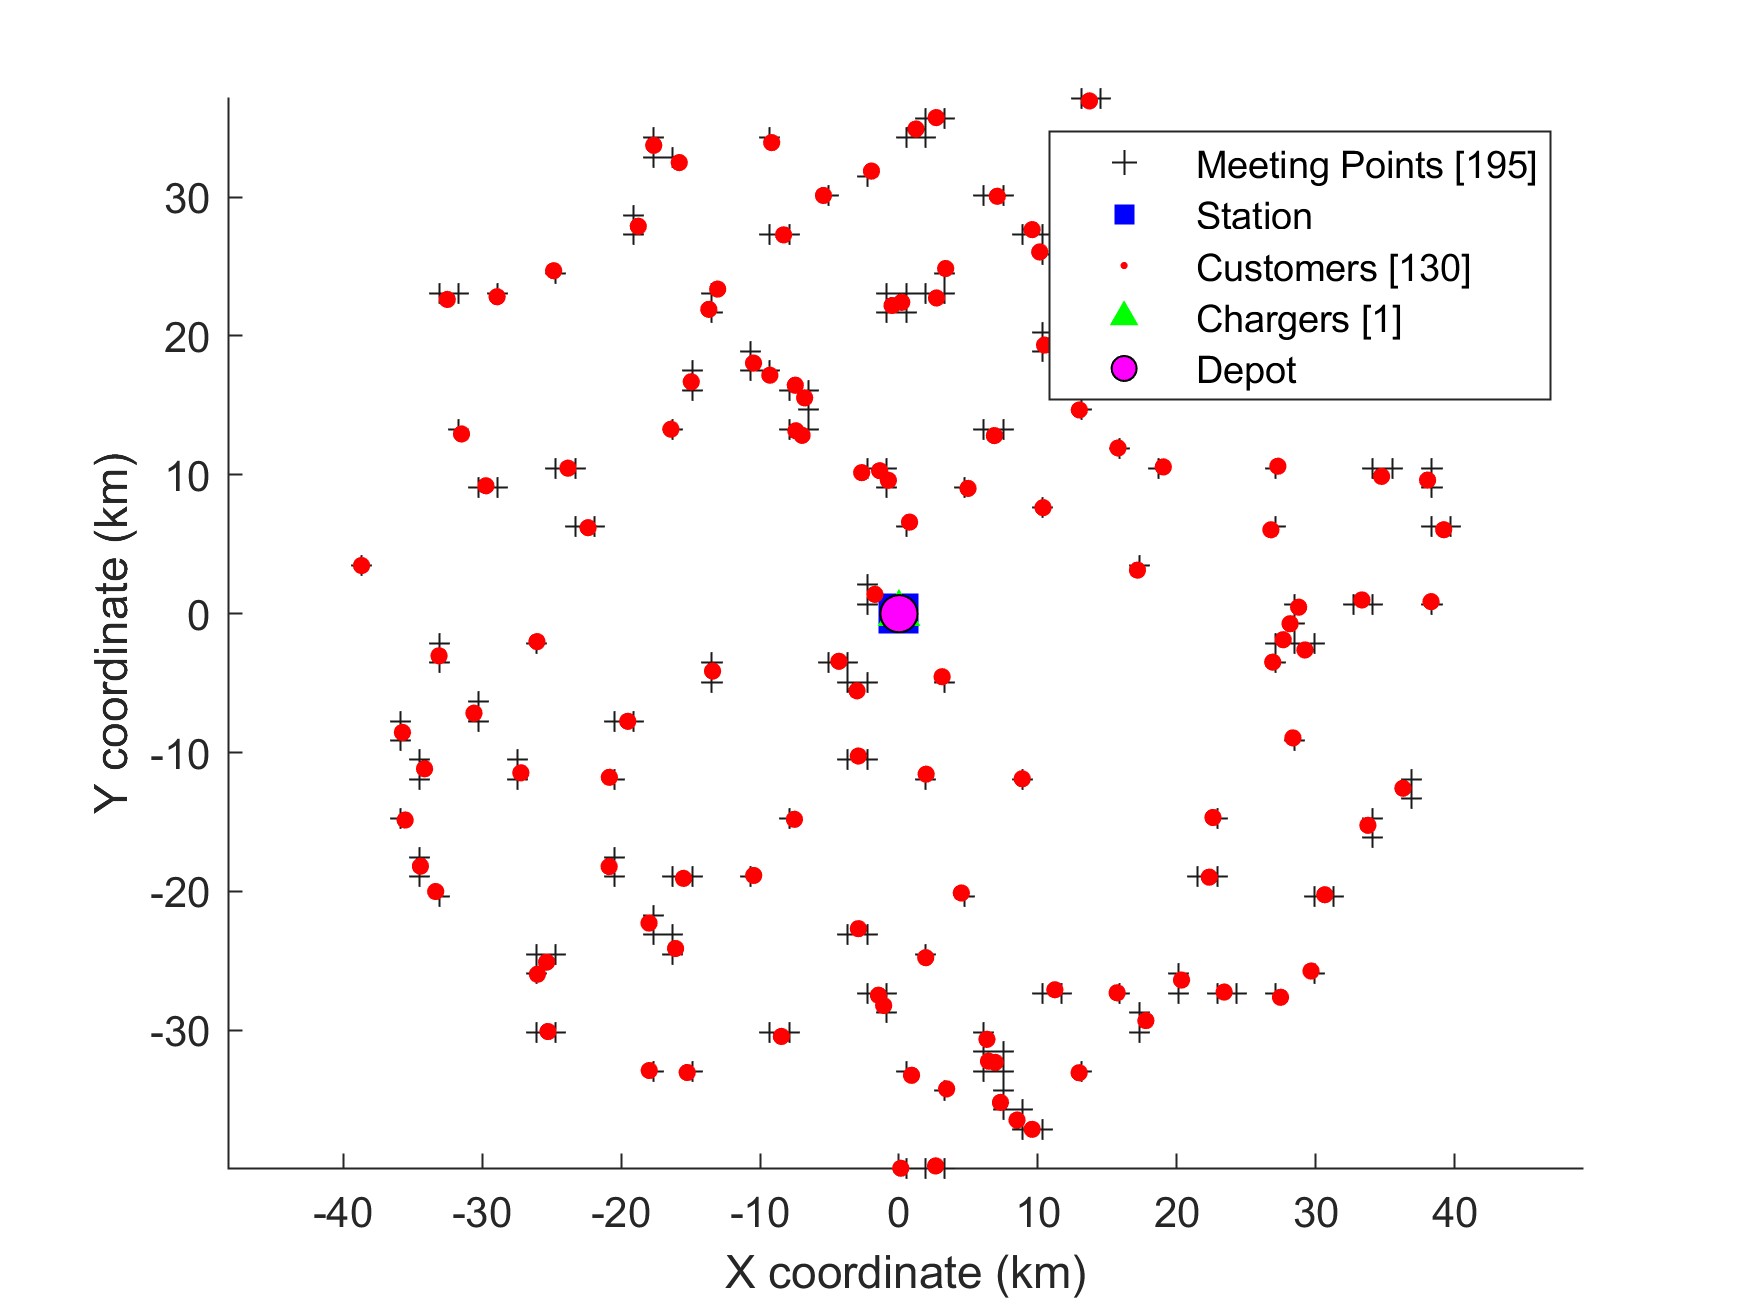 Meeting Points [195]
Station
Customers [130]
Chargers [1]
Depot
30
20
10
0
-10
-20
-30
Y coordinate (km)
-40 -30 -20 -10 0 10 20 30 40
X coordinate (km)